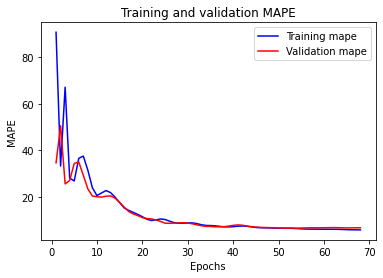 Training and validation MAPE
Training mape
Validation mape
MAPE
80
60
40
20
0 10 20 30 40 50 60 70
Epochs